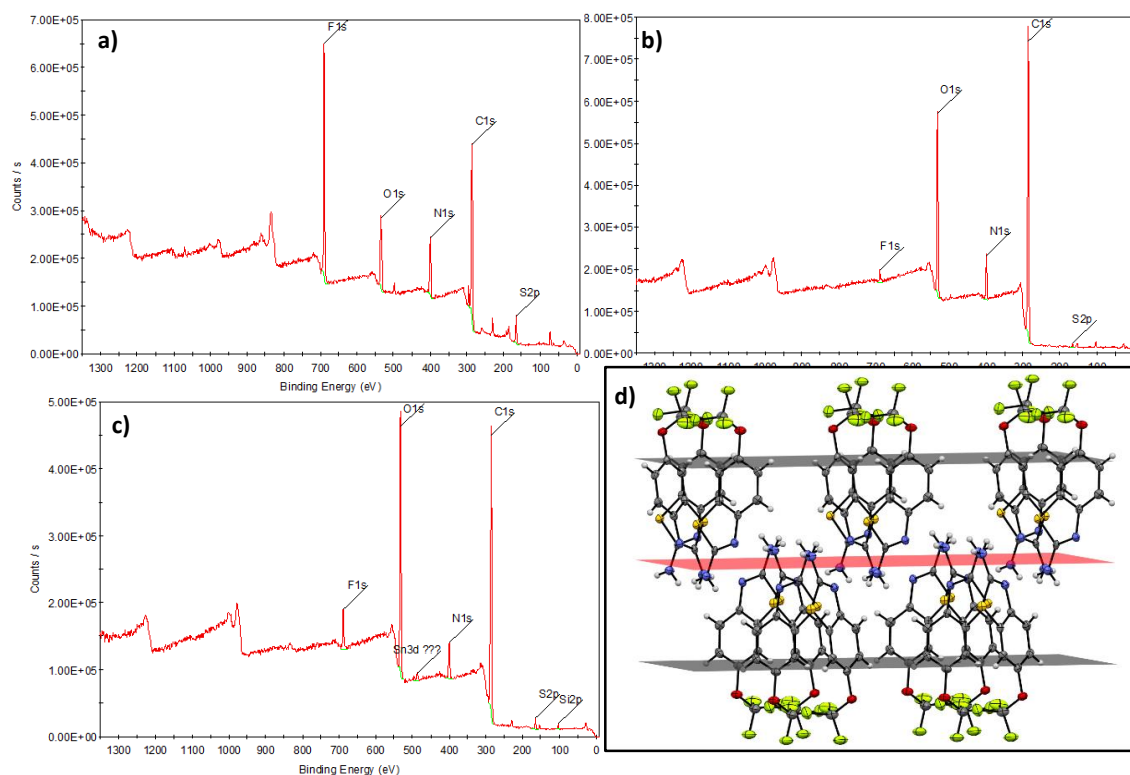 a)
7.00E+05
6.00E+05
5.00E+05
4.00E+05
3.00E+05
2.00E+05
1.00E+05
0.00E+00
Counts / s
F1s
C1s
O1s
N1s
S2p
1300 1200 1100 1000 900 800 700 600 500 400 300 200 100 0
Binding Energy (eV)
b)
8.00E+05
7.00E+05
6.00E+05
5.00E+05
4.00E+05
3.00E+05
2.00E+05
1.00E+05
0.00E+00
C1s
O1s
F1s
N1s
S2p
c)
5.00E+05
4.00E+05
3.00E+05
2.00E+05
1.00E+05
0.00E+00
Counts / s
O1s
C1s
F1s
N1s
Sn3d ???
S2p
Si2p
1300 1200 1100 1000 900 800 700 600 500 400 300 200 100 0
Binding Energy (eV)
d)